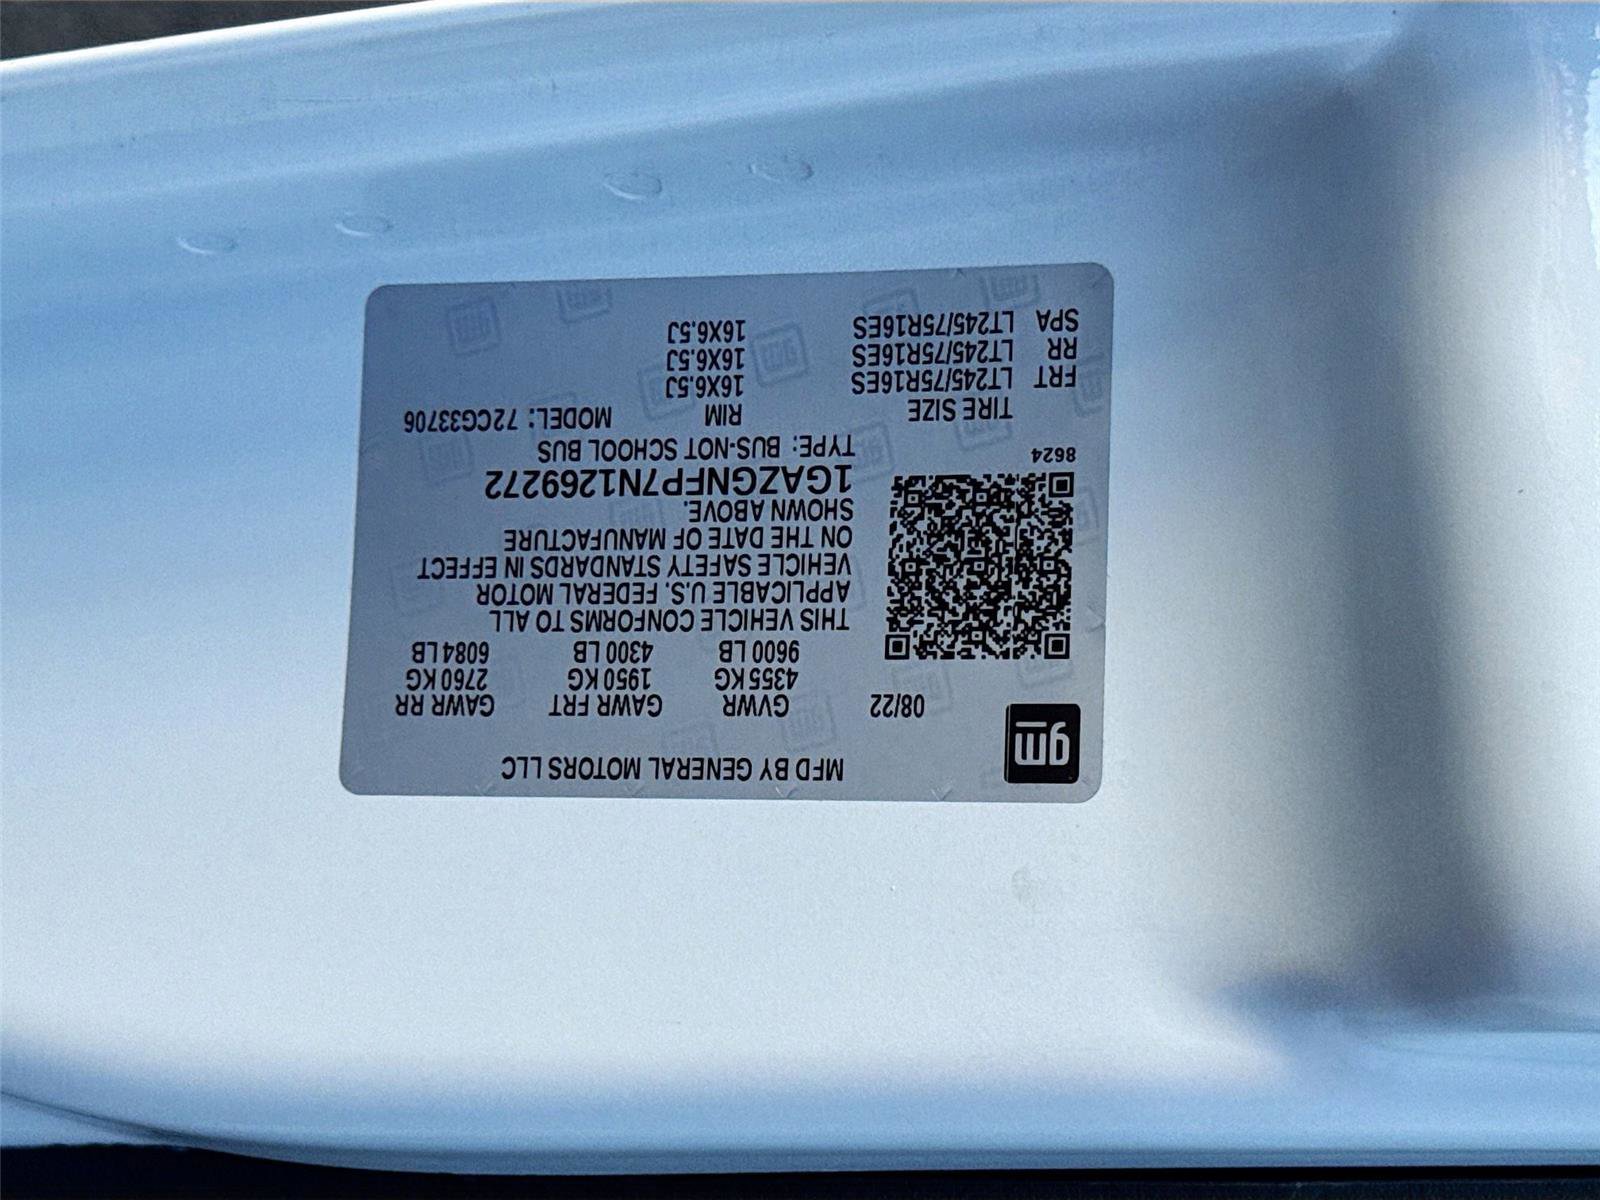 gm
MFD BY GENERAL MOTORS LLC
08/22 GVWR GAWR FRT GAWR RR
4355 KG 1950 KG 2760 KG
9600 LB 4300 LB 6084 LB
THIS VEHICLE CONFORMS TO ALL
APPLICABLE U.S. FEDERAL MOTOR
VEHICLE SAFETY STANDARDS IN EFFECT
ON THE DATE OF MANUFACTURE
SHOWN ABOVE.
1GAZGNFP7N1269272
TYPE: BUS-NOT SCHOOL BUS
8624
TIRE SIZE RIM MODEL: 72CG33706
FRT LT245/75R16ES 16X6.5J
RR LT245/75R16ES 16X6.5J
SPA LT245/75R16ES 16X6.5J